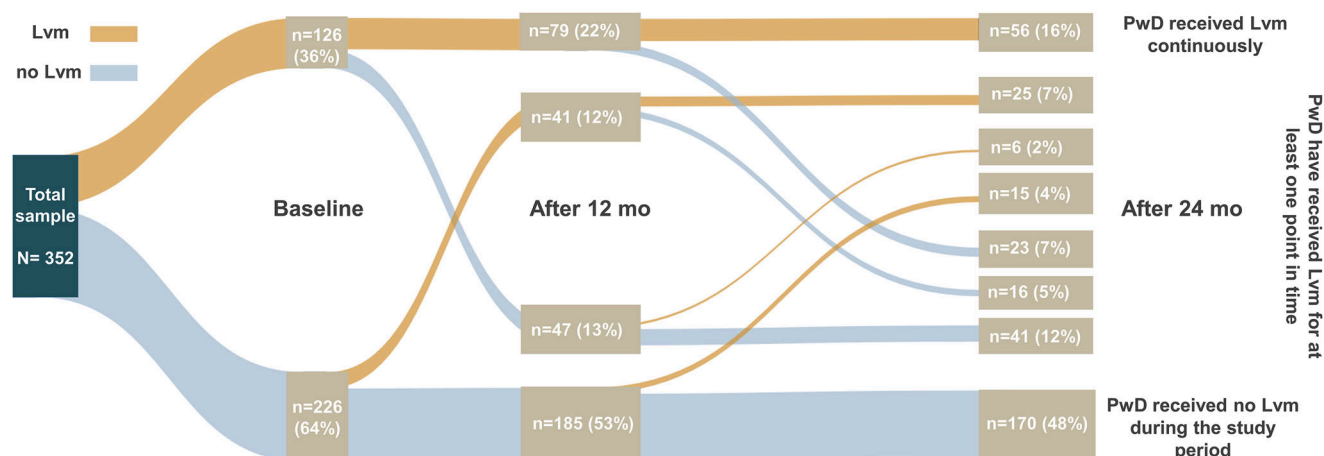 Lvm
no Lvm
Total
sample
N= 352
n=126
(36%)
n=226
(64%)
Baseline
n=79 (22%)
n=41 (12%)
After 12 mo
n=47 (13%)
n=185 (53%)
n=56 (16%)
n=25 (7%)
n=6 (2%)
n=15 (4%)
n=23 (7%)
n=16 (5%)
n=41 (12%)
n=170 (48%)
After 24 mo
PwD received Lvm
continuously
PwD have received Lvm for at
least one point in time
PwD received no Lvm
during the study
period